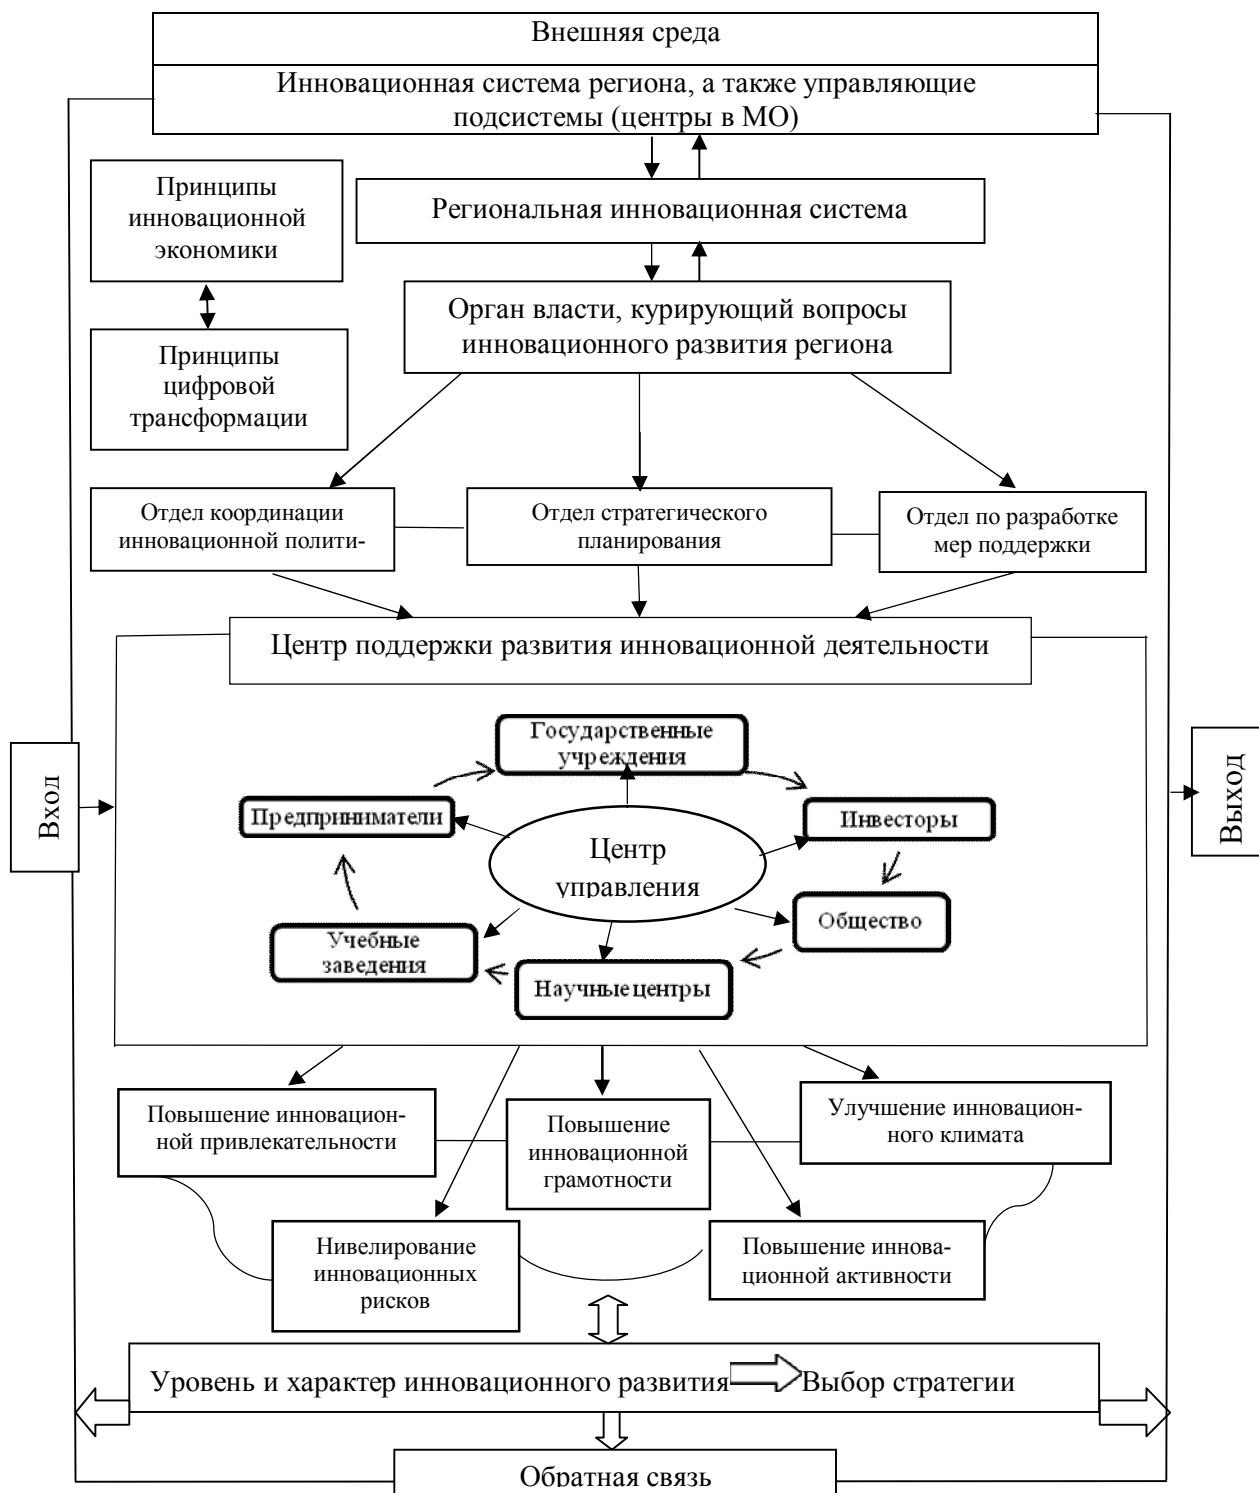 Внешняя среда
Инновационная система региона, а также управляющие
подсистемы (центры в МО)
Принципы
инновационной
экономики
Региональная инновационная система
Орган власти, курирующий вопросы
инновационного развития региона
Принципы
цифровой
трансформации
Отдел координации
инновационной полити-
Отдел стратегического
планирования
Отдел по разработке
мер поддержки
Центр поддержки развития инновационной деятельности
Вход
Государственные
учреждения
Предприниматели
Инвесторы
Центр
управления
Учебные
заведения
Общество
Научные центры
Выход
Повышение инновацион-
ной привлекательности
Повышение
инновационной
грамотности
Улучшение инновацион-
ного климата
Нивелирование
инновационных
рисков
Повышение иннова-
ционной активности
Уровень и характер инновационного развития Выбор стратегии
Обратная связь